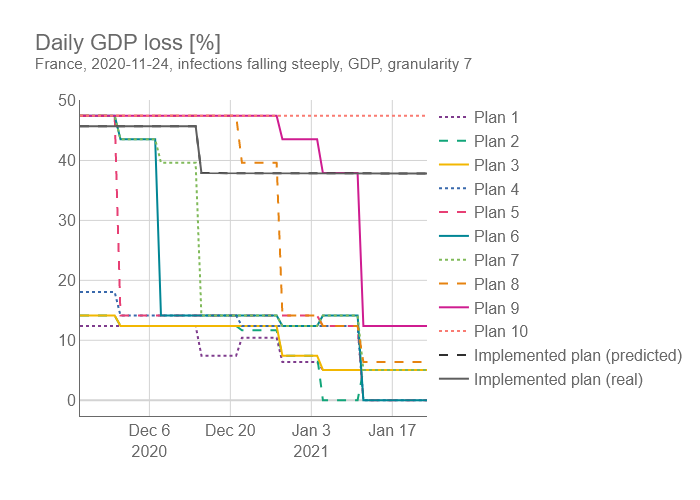 Daily GDP loss [%]
France, 2020-11-24, infections falling steeply, GDP, granularity 7
50
40
30
20
10
0
Dec 6
2020
Dec 20
Jan 3
2021
Jan 17
Plan 1
Plan 2
Plan 3
Plan 4
Plan 5
Plan 6
Plan 7
Plan 8
Plan 9
Plan 10
Implemented plan (predicted)
Implemented plan (real)